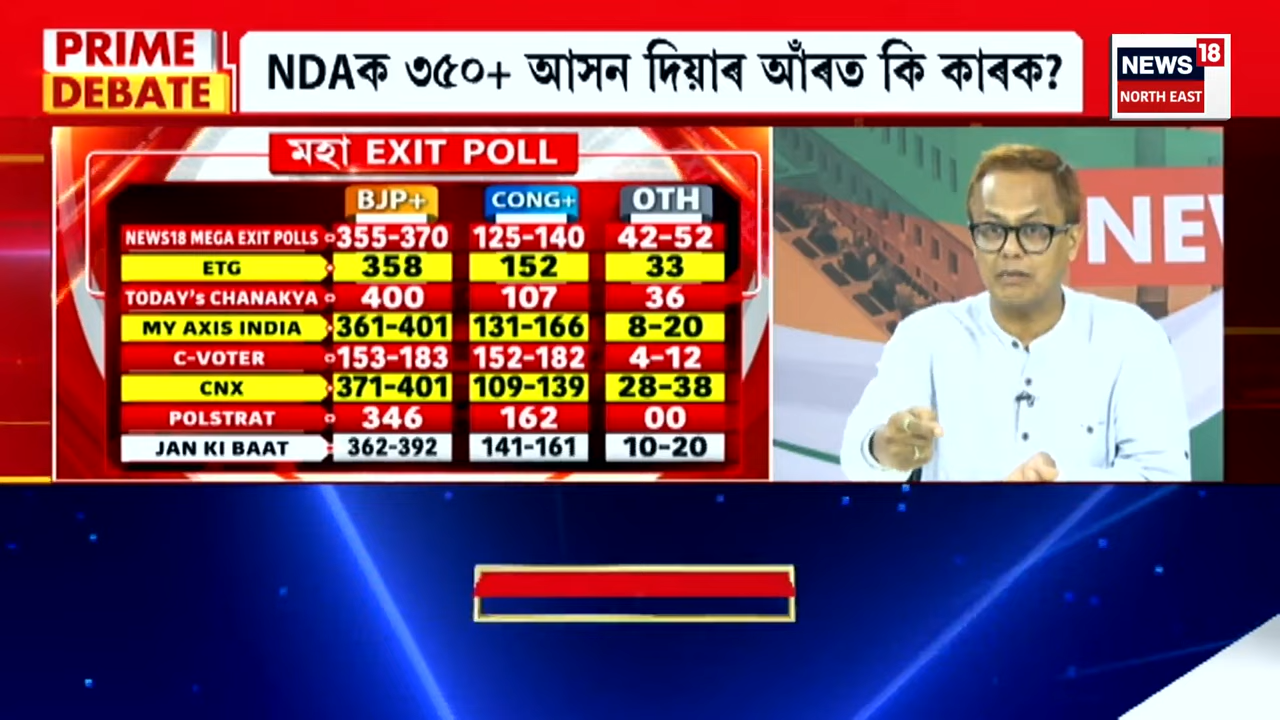 PRIME
DEBATE
NDAক ৩৫০+ আসন দিয়াৰ আঁৰত কি কাৰক?
NEWS 18
NORTH EAST
মহা EXIT POLL
BJP+ CONG+ OTH
NEWS18 MEGA EXIT POLLS 355-370 125-140 42-52
ETG 358 152 33
TODAY's CHANAKYA 400 107 36
MY AXIS INDIA 361-401 131-166 8-20
C-VOTER 153-183 152-182 4-12
CNX 371-401 109-139 28-38
POLSTRAT 346 162 00
JAN KI BAAT 362-392 141-161 10-20
NEW